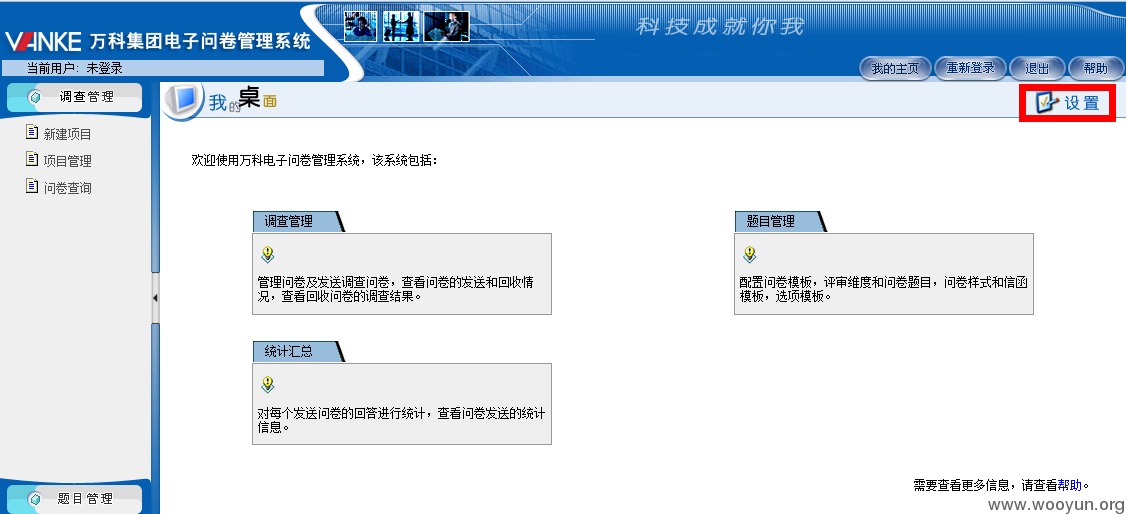 科技成就你我
VANKE 万科集团电子问卷管理系统
当前用户：未登录
我的主页 重新登录 退出 帮助
调查管理
我的桌面
设置
新建项目
项目管理
问卷查询
欢迎使用万科电子问卷管理系统，该系统包括：
调查管理
管理问卷及发送调查问卷，查看问卷的发送和回收情
况，查看回收问卷的调查结果。
题目管理
配置问卷模板，评审维度和问卷题目，问卷样式和信函
模板，选项模板。
统计汇总
对每个发送问卷的回答进行统计，查看问卷发送的统计
信息。
题目管理
需要查看更多信息，请查看帮助。
www.wooyun.org